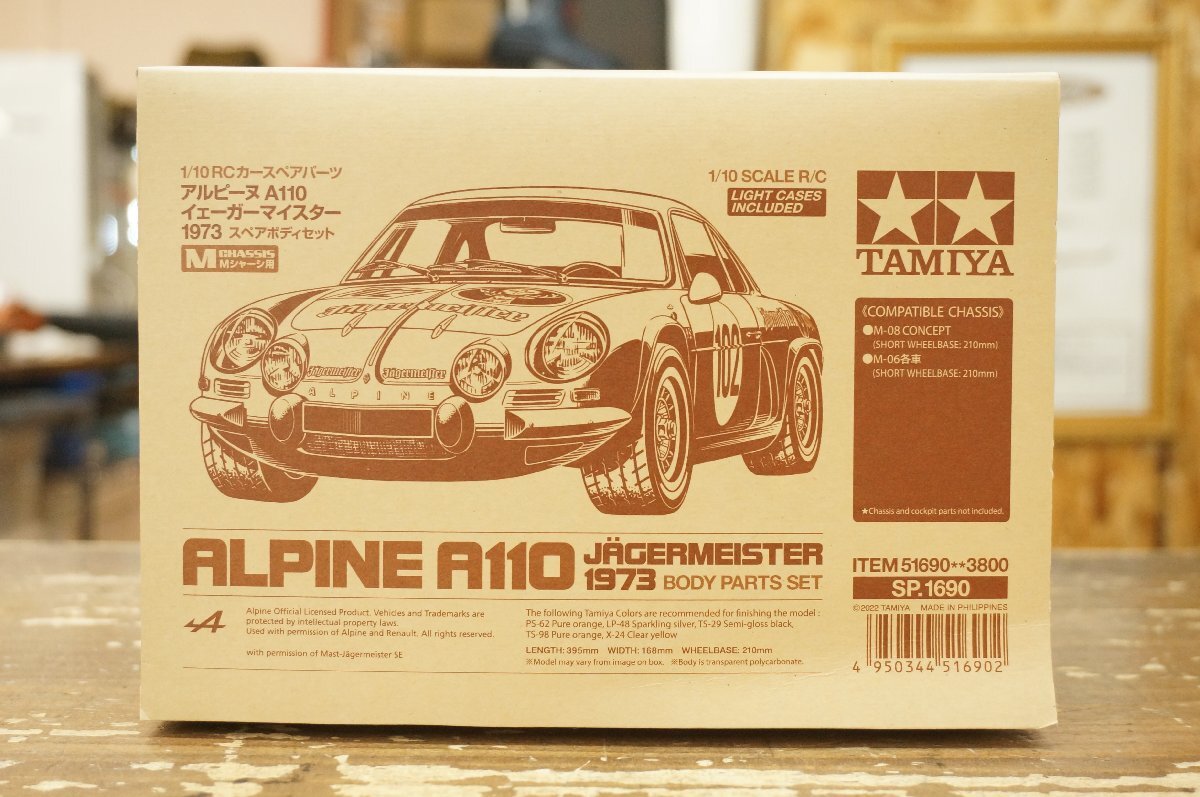 1/10 RCカースペアパーツ
アルピーヌ A110
イェーガーマイスター
1973 スペアボディセット
M CHASSIS
Mシャーシ用
1/10 SCALE R/C
LIGHT CASES
INCLUDED
TAMIYA
《COMPATIBLE CHASSIS》
●M-08 CONCEPT
(SHORT WHEELBASE: 210mm)
●M-06各車
(SHORT WHEELBASE: 210mm)
★Chassis and cockpit parts not included.
Jägermeister
Jägermeister
Jägermeister
ALPINE
102
ALPINE A110 JÄGERMEISTER
1973 BODY PARTS SET
ITEM 51690**3800
SP.1690
©2022 TAMIYA MADE IN PHILIPPINES
4 950344 516902
Alpine Official Licensed Product. Vehicles and Trademarks are
protected by intellectual property laws.
Used with permission of Alpine and Renault. All rights reserved.
with permission of Mast-Jägermeister SE
The following Tamiya Colors are recommended for finishing the model :
PS-62 Pure orange, LP-48 Sparkling silver, TS-29 Semi-gloss black,
TS-98 Pure orange, X-24 Clear yellow
LENGTH: 395mm WIDTH: 168mm WHEELBASE: 210mm
※Model may vary from image on box. ※Body is transparent polycarbonate.